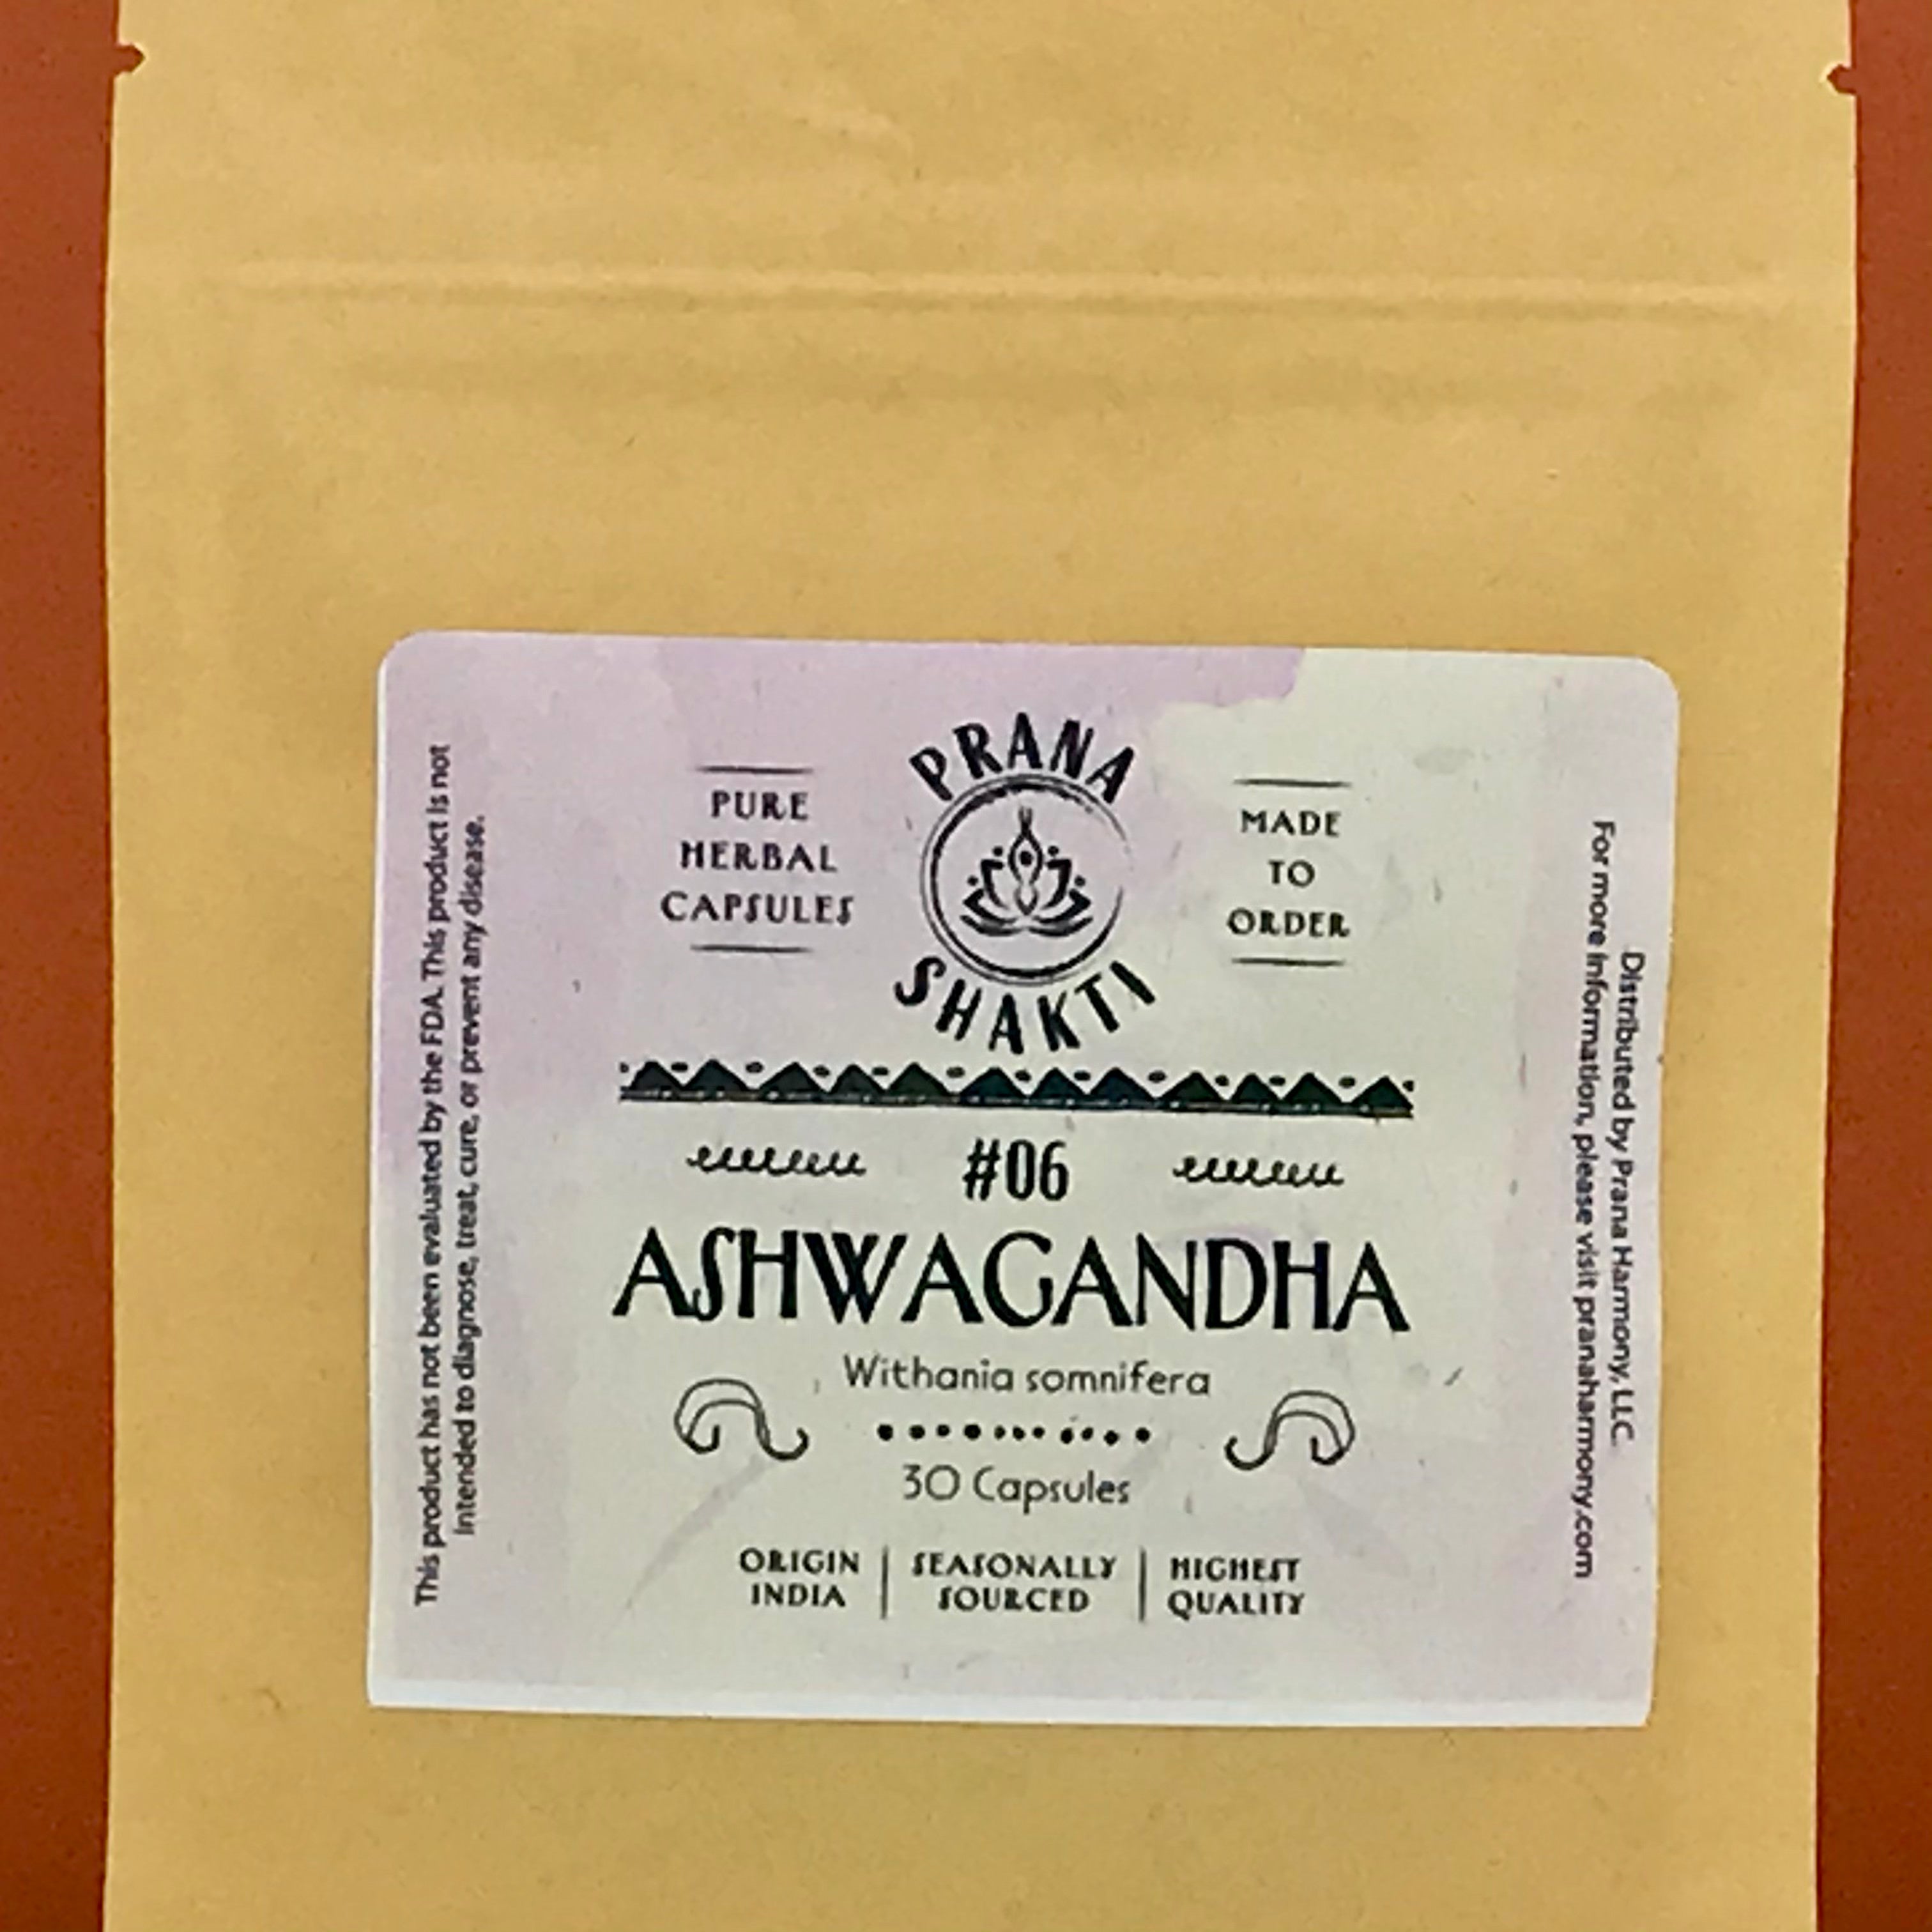 PRANA
SHAKTI
PURE
HERBAL
CAPSULES
MADE
TO
ORDER
#06
ASHWAGANDHA
Withania somnifera
30 Capsules
ORIGIN
INDIA
SEASONALLY
SOURCED
HIGHEST
QUALITY
This product has not been evaluated by the FDA. This product is not
intended to diagnose, treat, cure, or prevent any disease.
Distributed by Prana Harmony, LLC.
For more information, please visit pranaharmony.com